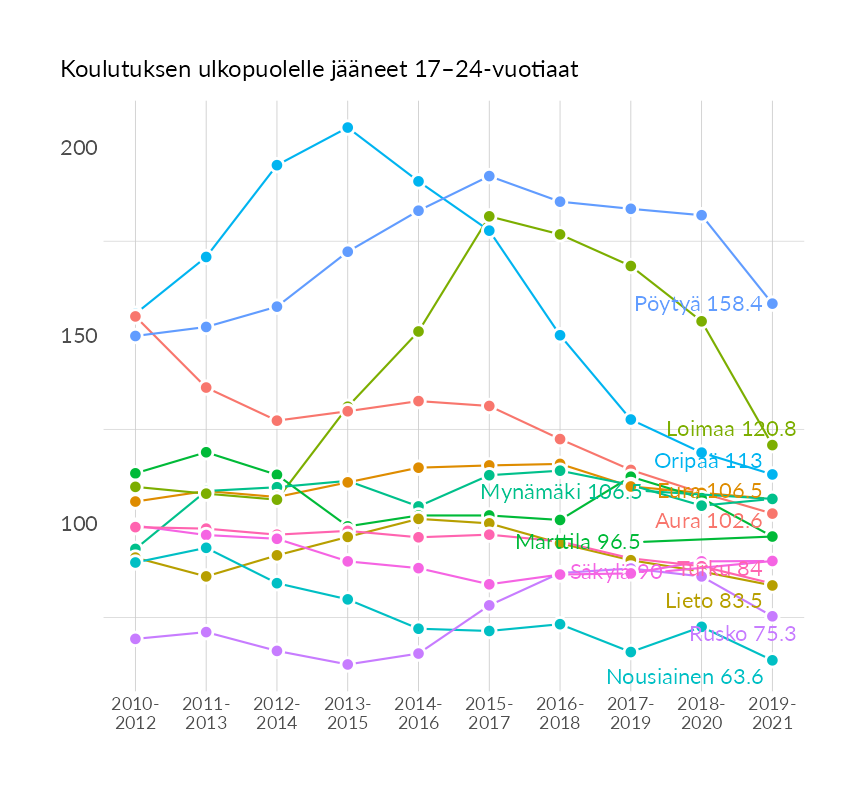 Koulutuksen ulkopuolelle jääneet 17–24-vuotiaat
200
150
100
Pöytyä 158.4
Loimaa 120.8
Oripää 113
Mynämäki 106.5
Eura 106.5
Aura 102.6
Marttila 96.5
Säkylä 90
Turku 84
Lieto 83.5
Rusko 75.3
Nousiainen 63.6
2010-2012
2011-2013
2012-2014
2013-2015
2014-2016
2015-2017
2016-2018
2017-2019
2018-2020
2019-2021